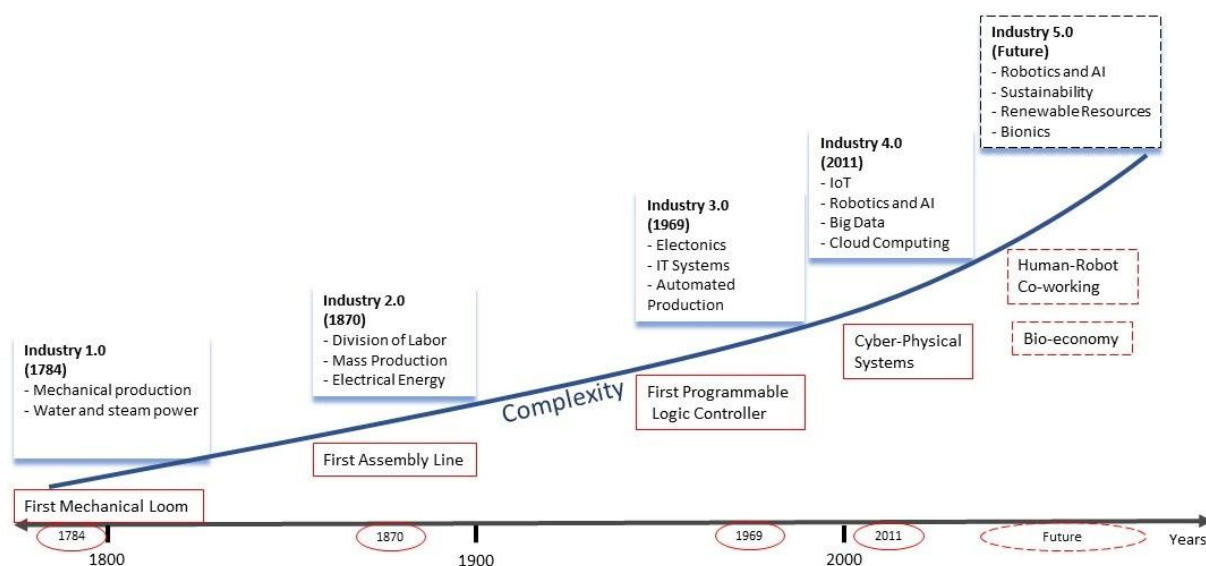 Industry 5.0
(Future)
- Robotics and AI
- Sustainability
- Renewable Resources
- Bionics
Industry 4.0
(2011)
- IoT
- Robotics and AI
- Big Data
- Cloud Computing
Industry 3.0
(1969)
- Electonics
- IT Systems
- Automated
Production
Industry 2.0
(1870)
- Division of Labor
- Mass Production
- Electrical Energy
Industry 1.0
(1784)
- Mechanical production
- Water and steam power
Complexity
Human-Robot
Co-working
Bio-economy
Cyber-Physical
Systems
First Programmable
Logic Controller
First Assembly Line
First Mechanical Loom
1784
1870
1969
2011
Future
Years
1800
1900
2000